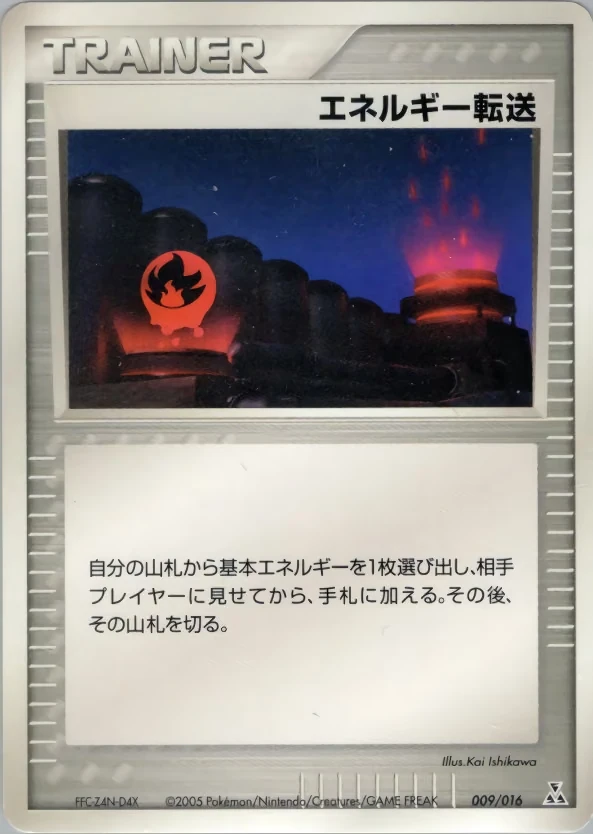 TRAINER
エネルギー転送
自分の山札から基本エネルギーを1枚選び出し、相手
プレイヤーに見せてから、手札に加える。その後、
その山札を切る。
Illus.Kai Ishikawa
FFC-Z4N-D4X ©2005 Pokémon/Nintendo/Creatures/GAME FREAK 009/016